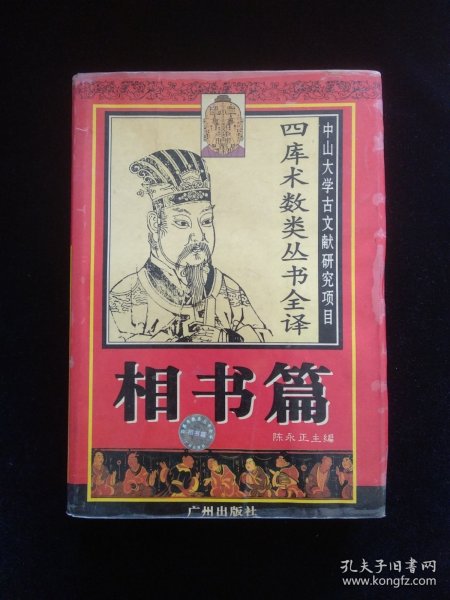 中山大学古文献研究项目
四库术数类丛书全译
相书篇
陈永正主编
广州出版社
孔夫子旧书网
www.kongfz.com